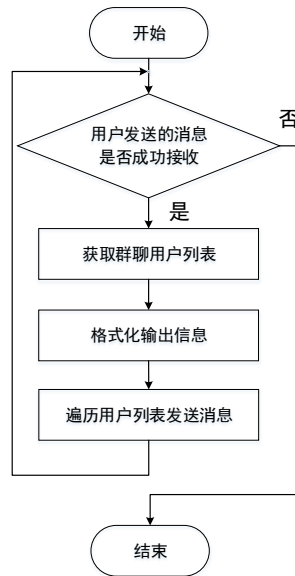 开始
用户发送的消息
是否成功接收
否
是
获取群聊用户列表
格式化输出信息
遍历用户列表发送消息
结束